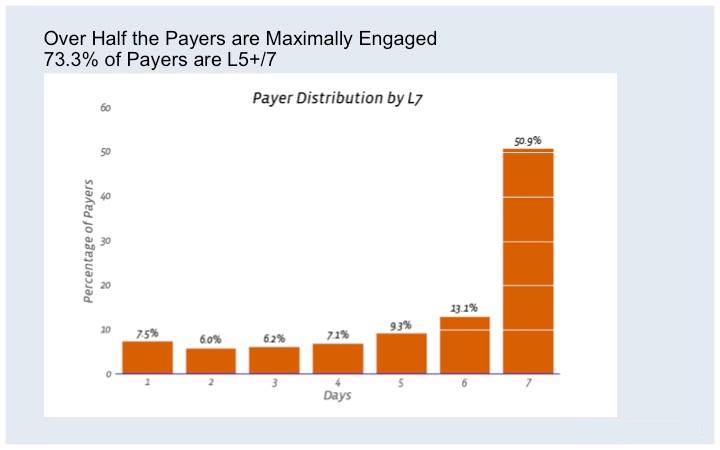 Over Half the Payers are Maximally Engaged
73.3% of Payers are L5+/7
Payer Distribution by L7
60
50
40
30
20
10
0
Percentage of Payers
7.5%
6.0%
6.2%
7.1%
9.3%
13.1%
50.9%
1 2 3 4 5 6 7
Days